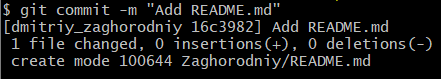 $ git commit -m "Add README.md"
[dmitriy_zaghorodniy 16c3982] Add README.md
 1 file changed, 0 insertions(+), 0 deletions(-)
 create mode 100644 Zaghorodniy/README.md